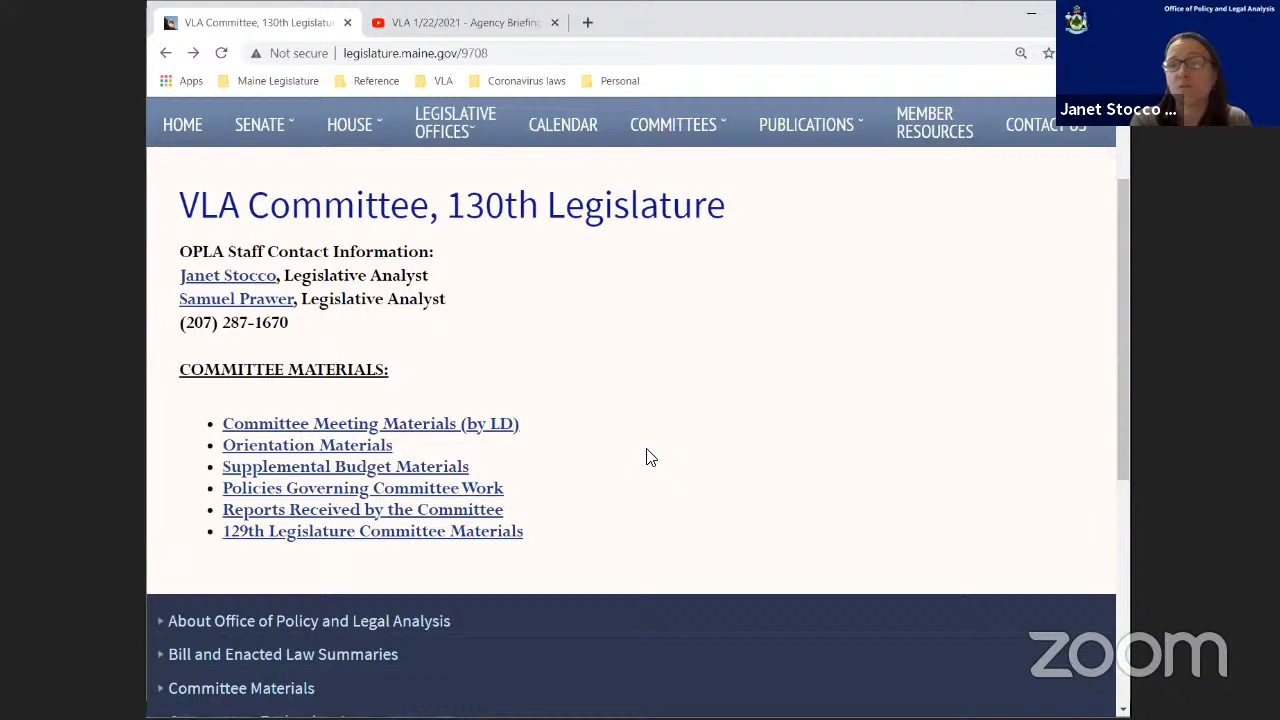 VLA Committee, 130th Legislatur
VLA 1/22/2021 - Agency Briefing
Office of Policy and Legal Analysis
Not secure
legislature.maine.gov/9708
Apps
Maine Legislature
Reference
VLA
Coronavirus laws
Personal
Janet Stocco ...
HOME
SENATE
HOUSE
LEGISLATIVE
OFFICES
CALENDAR
COMMITTEES
PUBLICATIONS
MEMBER
RESOURCES
CONTACT US
VLA Committee, 130th Legislature
OPLA Staff Contact Information:
Janet Stocco, Legislative Analyst
Samuel Prawer, Legislative Analyst
(207) 287-1670
COMMITTEE MATERIALS:
Committee Meeting Materials (by LD)
Orientation Materials
Supplemental Budget Materials
Policies Governing Committee Work
Reports Received by the Committee
129th Legislature Committee Materials
About Office of Policy and Legal Analysis
Bill and Enacted Law Summaries
Committee Materials
zoom